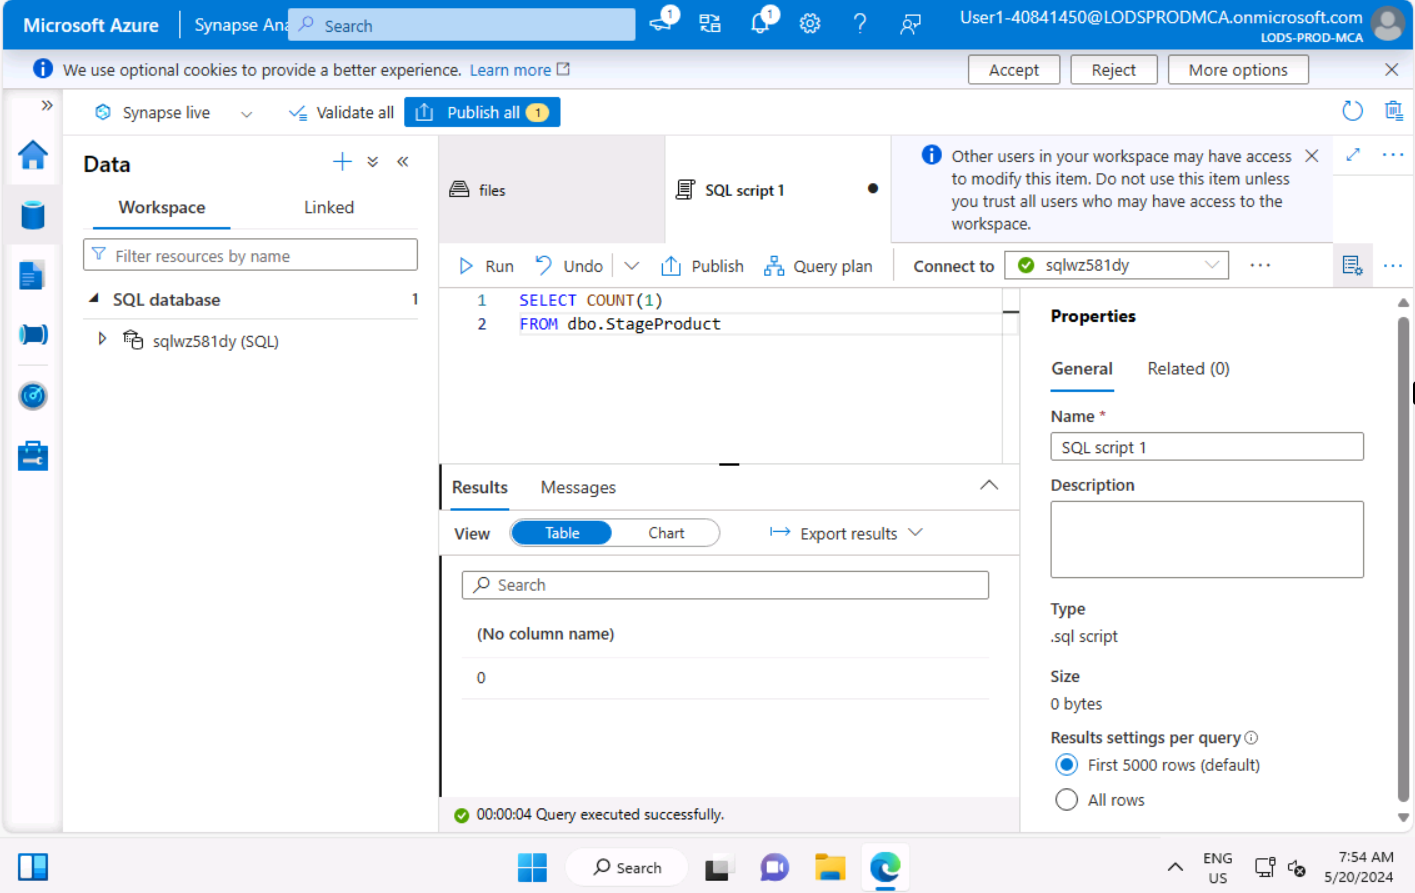 Microsoft Azure
Synapse Ana
Search
1
1
User1-40841450@LODSPRODMCA.onmicrosoft.com
LODS-PROD-MCA
We use optional cookies to provide a better experience. Learn more
Accept
Reject
More options
Synapse live
Validate all
Publish all 1
Data
Workspace
Linked
Filter resources by name
SQL database 1
sqlwz581dy (SQL)
files
SQL script 1
Other users in your workspace may have access
to modify this item. Do not use this item unless
you trust all users who may have access to the
workspace.
Run
Undo
Publish
Query plan
Connect to
sqlwz581dy
1 SELECT COUNT(1)
2 FROM dbo.StageProduct
Results
Messages
View
Table
Chart
Export results
Search
(No column name)
0
00:00:04 Query executed successfully.
Properties
General
Related (0)
Name *
SQL script 1
Description
Type
.sql script
Size
0 bytes
Results settings per query
First 5000 rows (default)
All rows
Search
ENG
US
7:54 AM
5/20/2024